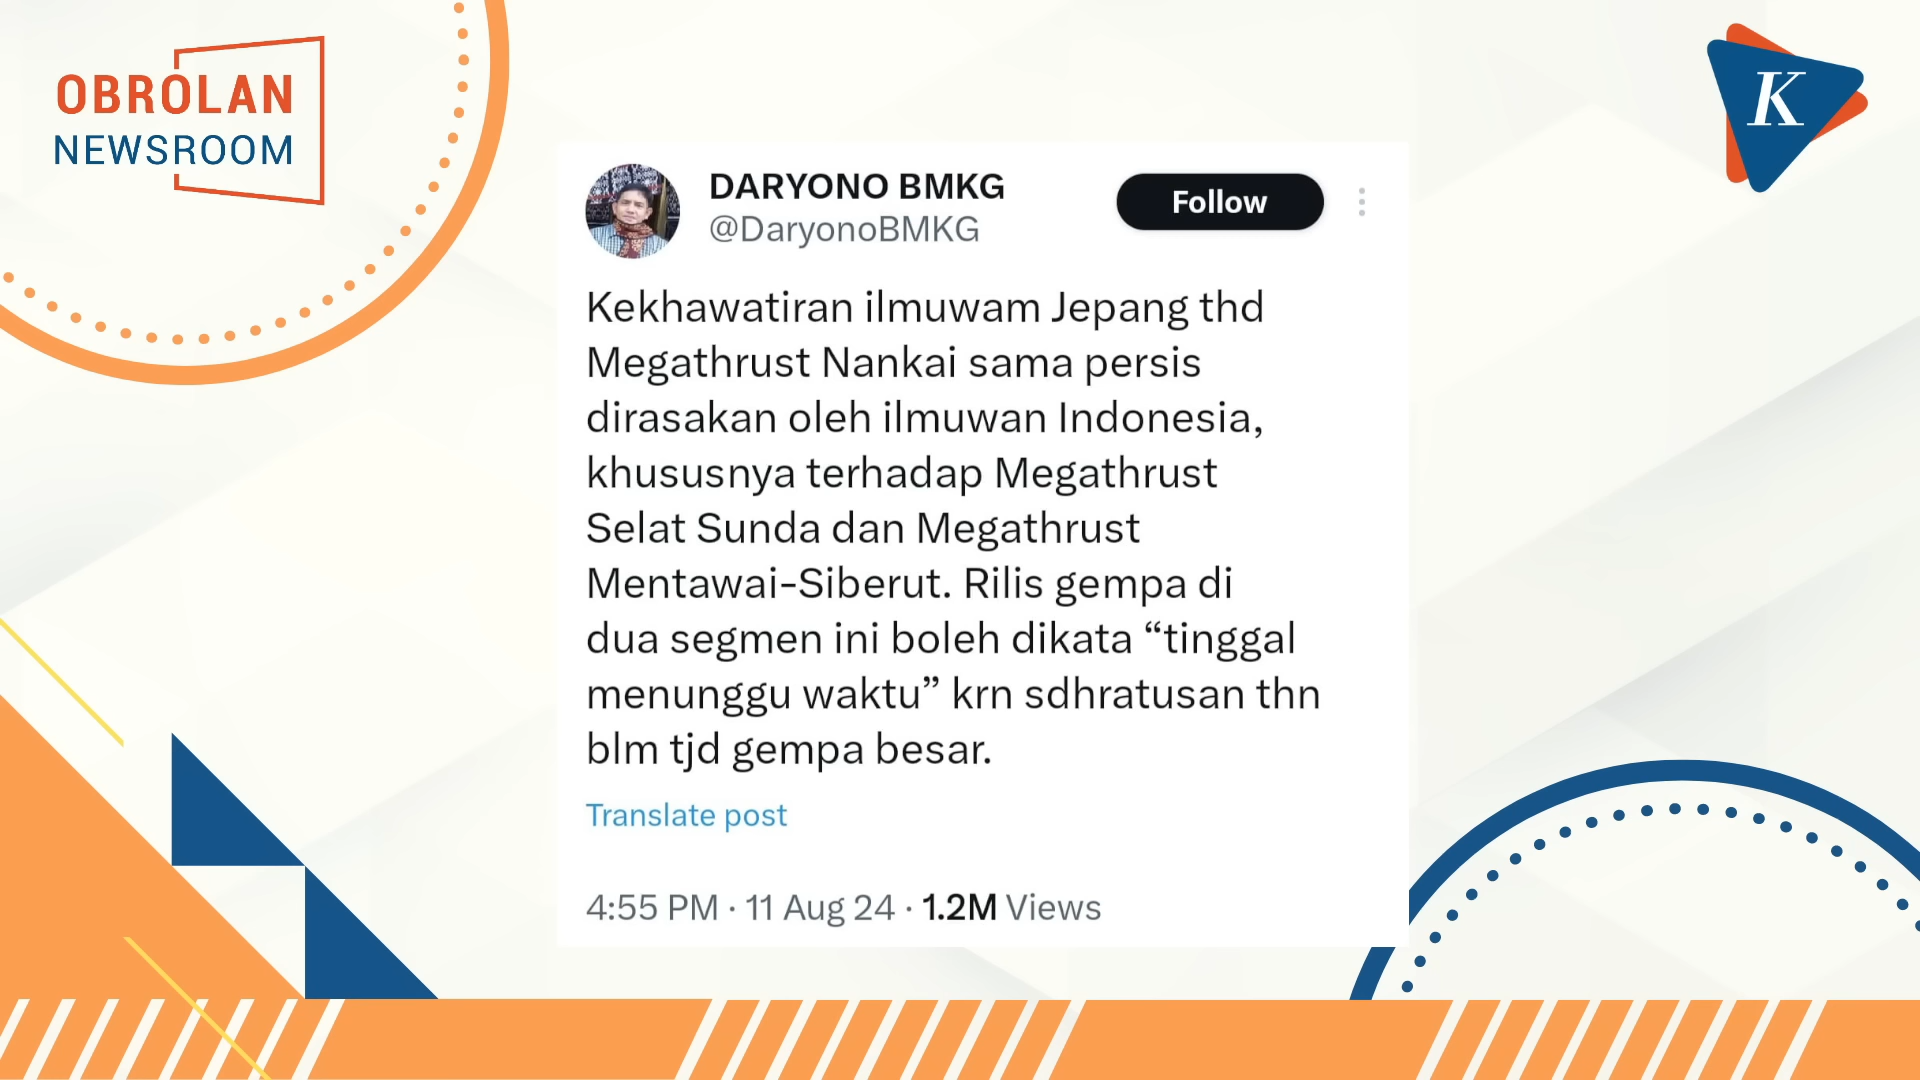 OBROLAN
NEWSROOM
K
DARYONO BMKG
@DaryonoBMKG
Follow
Kekhawatiran ilmuwam Jepang thd
Megathrust Nankai sama persis
dirasakan oleh ilmuwan Indonesia,
khususnya terhadap Megathrust
Selat Sunda dan Megathrust
Mentawai-Siberut. Rilis gempa di
dua segmen ini boleh dikata “tinggal
menunggu waktu” krn sdhratusan thn
blm tjd gempa besar.
Translate post
4:55 PM · 11 Aug 24 · 1.2M Views